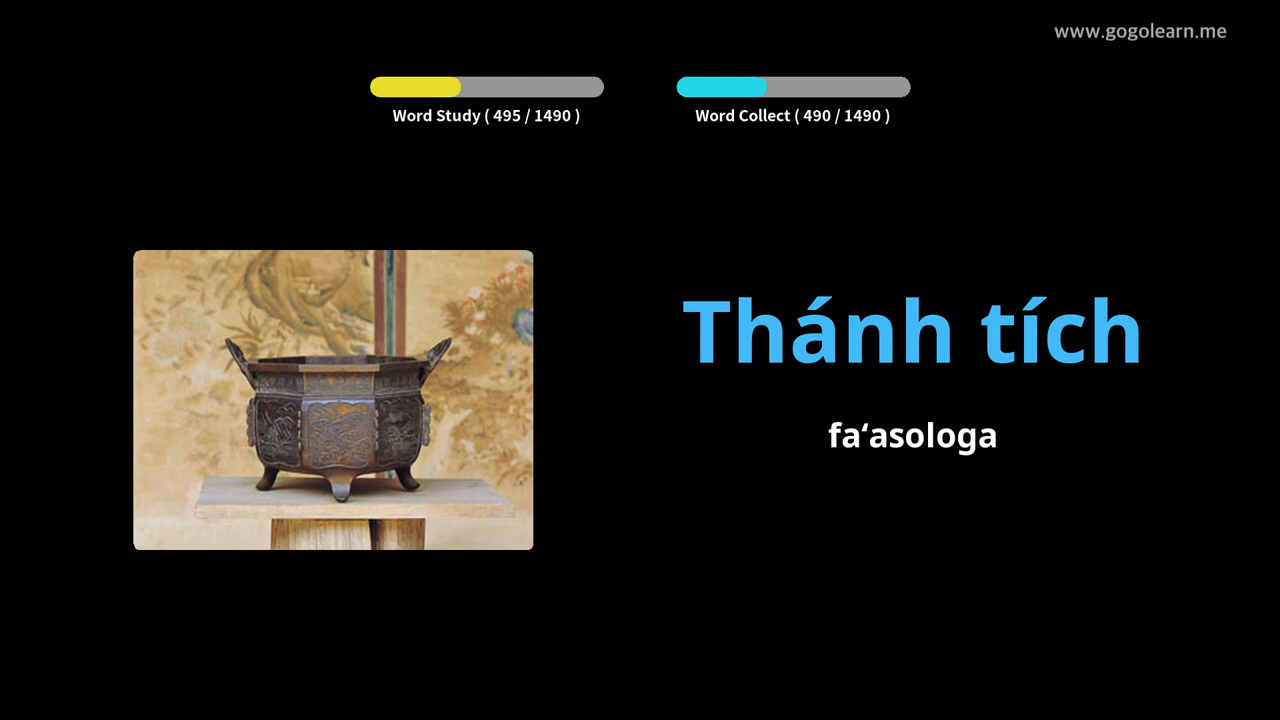 www.gogolearn.me
Word Study ( 495 / 1490 )
Word Collect ( 490 / 1490 )
Thánh tích
fa‘asologa